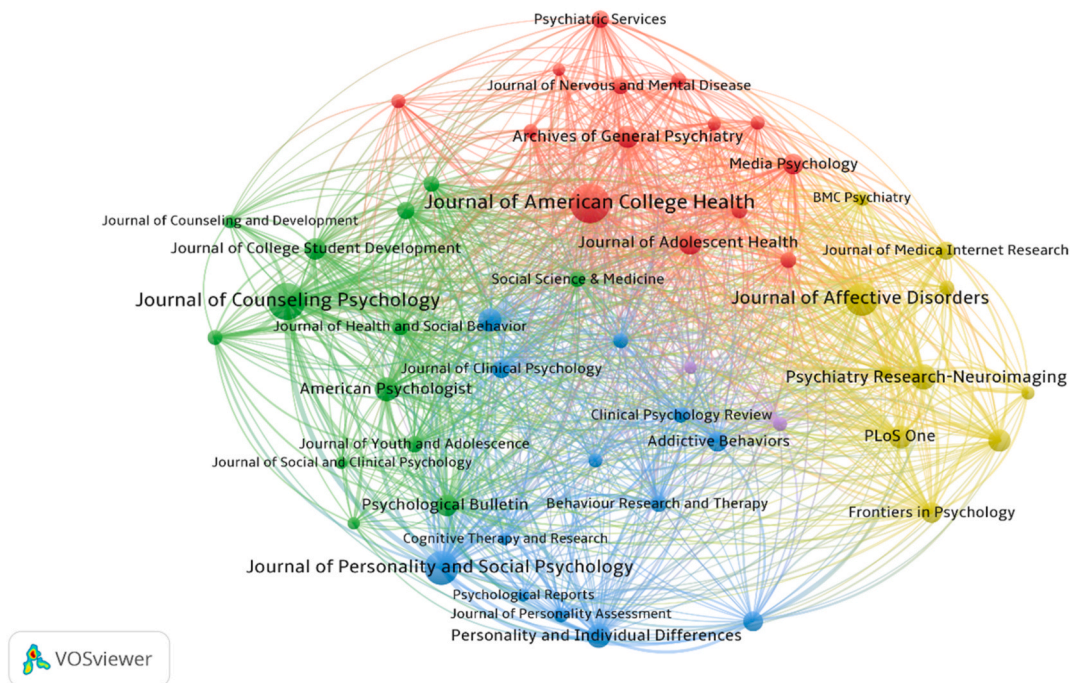 Psychiatric Services
Journal of Nervous and Mental Disease
Archives of General Psychiatry
Media Psychology
BMC Psychiatry
Journal of American College Health
Journal of Counseling and Development
Journal of College Student Development
Journal of Adolescent Health
Journal of Medica Internet Research
Social Science & Medicine
Journal of Counseling Psychology
Journal of Affective Disorders
Journal of Health and Social Behavior
Journal of Clinical Psychology
Psychiatry Research-Neuroimaging
American Psychologist
Clinical Psychology Review
Journal of Youth and Adolescence
Addictive Behaviors
PLoS One
Journal of Social and Clinical Psychology
Psychological Bulletin
Behaviour Research and Therapy
Frontiers in Psychology
Cognitive Therapy and Research
Journal of Personality and Social Psychology
Psychological Reports
Journal of Personality Assessment
Personality and Individual Differences
VOSviewer